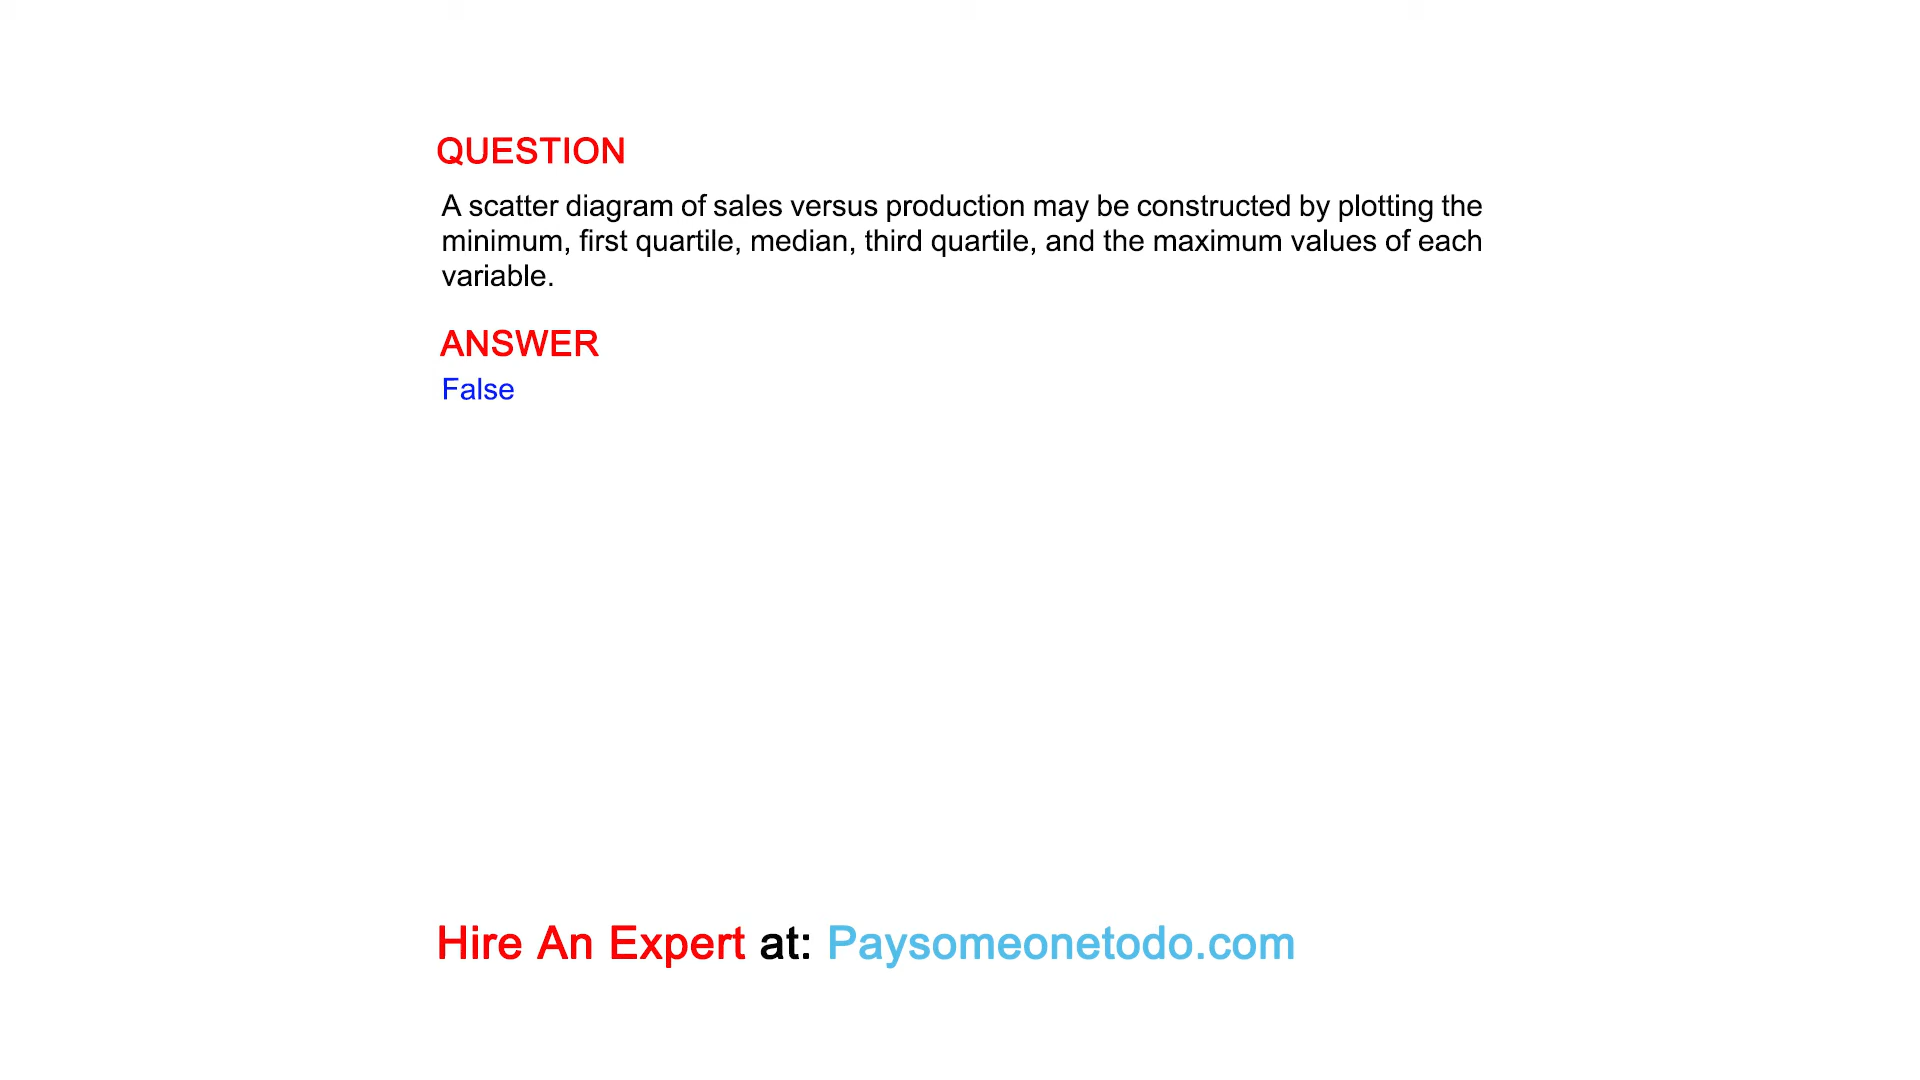 QUESTION
A scatter diagram of sales versus production may be constructed by plotting the
minimum, first quartile, median, third quartile, and the maximum values of each
variable.
ANSWER
False
Hire An Expert at: Paysomeonetodo.com